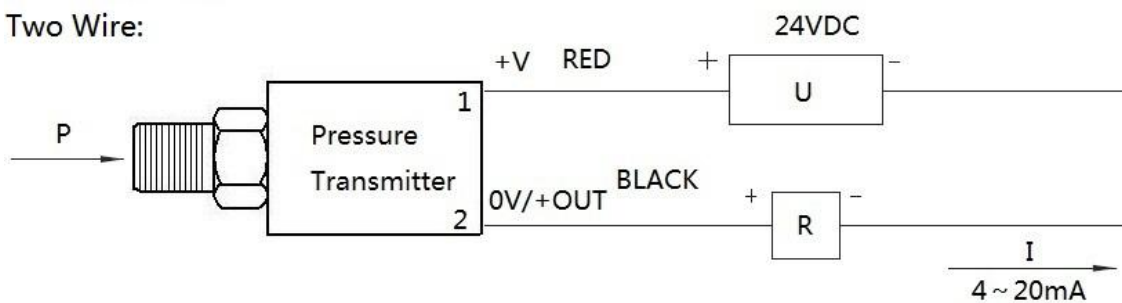 Two Wire:
24VDC
+V RED + U -
1
P
Pressure
Transmitter
0V/+OUT BLACK + R -
2
I
4~20mA